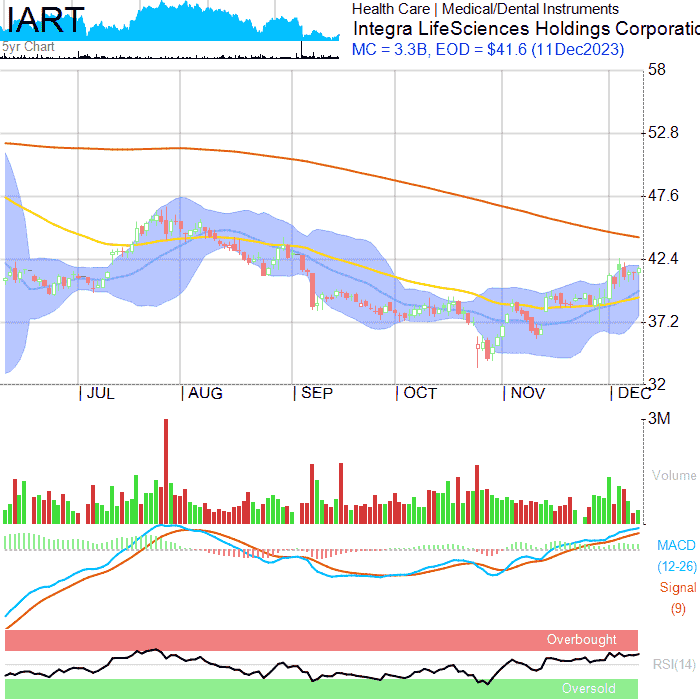 IART
5yr Chart
Health Care | Medical/Dental Instruments
Integra LifeSciences Holdings Corporatio
MC = 3.3B, EOD = $41.6 (11Dec2023)
58
52.8
47.6
42.4
37.2
32
JUL AUG SEP OCT NOV DEC
3M
Volume
MACD
(12-26)
Signal
(9)
Overbought
RSI(14)
Oversold